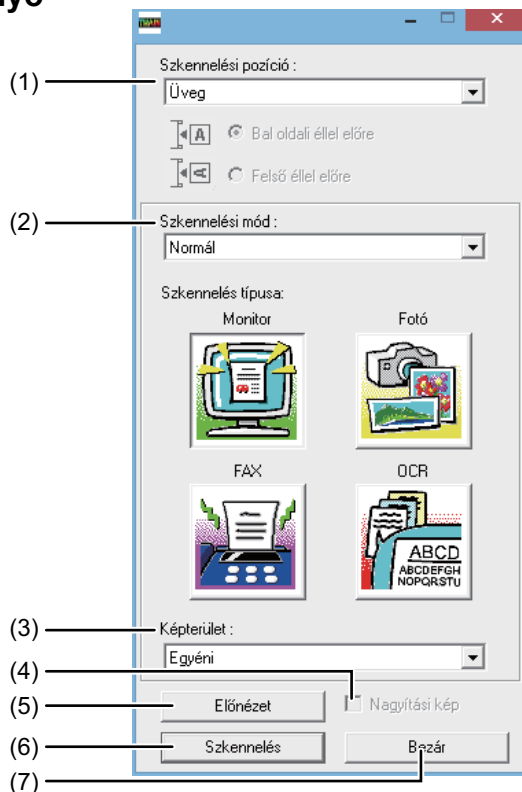 Szkennelési pozíció :
(1)
Üveg
A
Bal oldali éllel előre
A
Felső éllel előre
(2)
Szkennelési mód :
Normál
Szkennelés típusa:
Monitor
Fotó
FAX
OCR
ABCD
ABCDEFGH
NOPQRSTU
(3)
Képterület :
Egyéni
(4)
(5)
Előnézet
Nagyítási kép
(6)
Szkennelés
Bezár
(7)